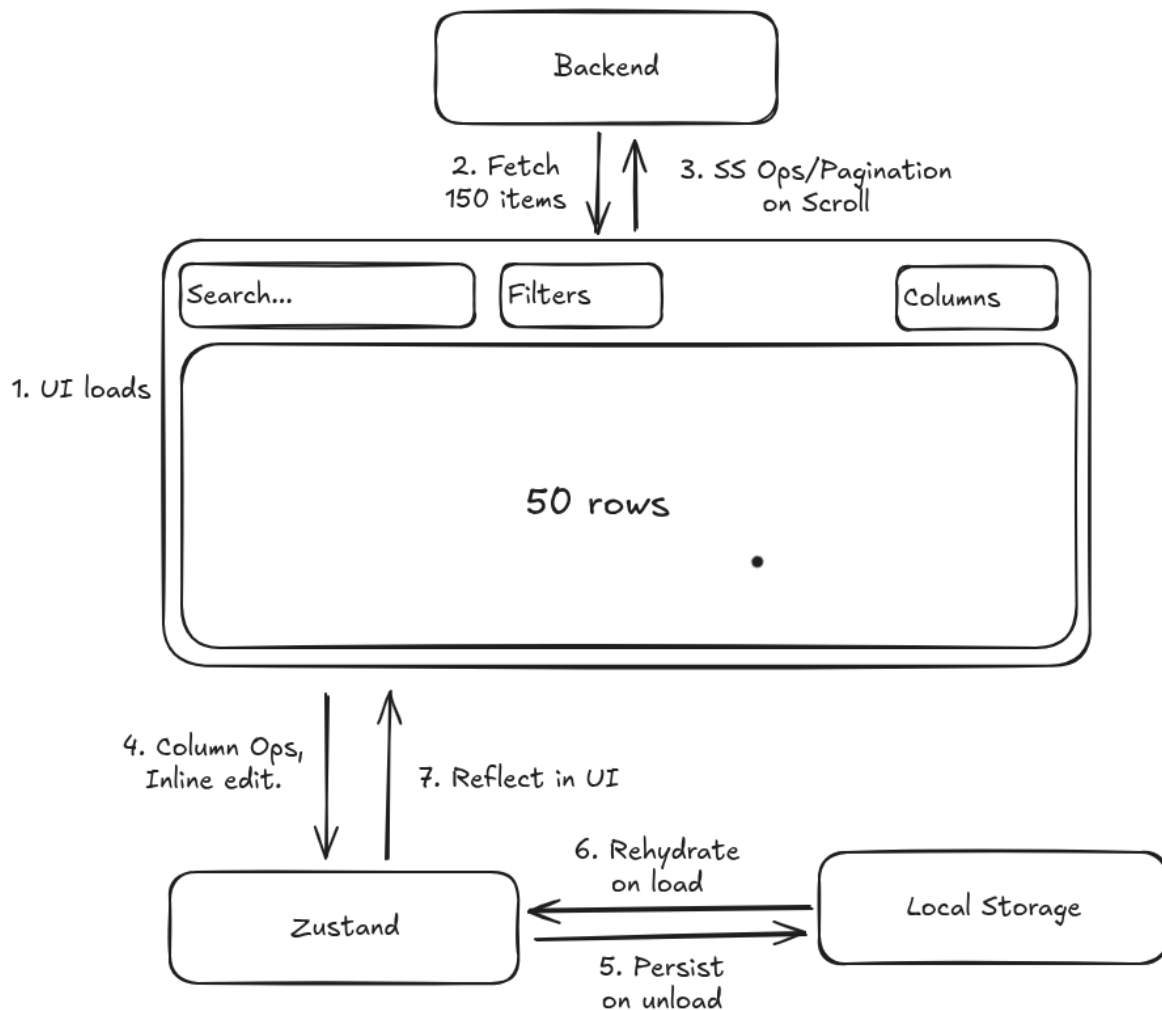 Backend
2. Fetch
150 items
3. SS Ops/Pagination
on Scroll
Search...
Filters
Columns
1. UI loads
50 rows
4. Column Ops,
Inline edit.
7. Reflect in UI
6. Rehydrate
on load
Zustand
Local Storage
5. Persist
on unload